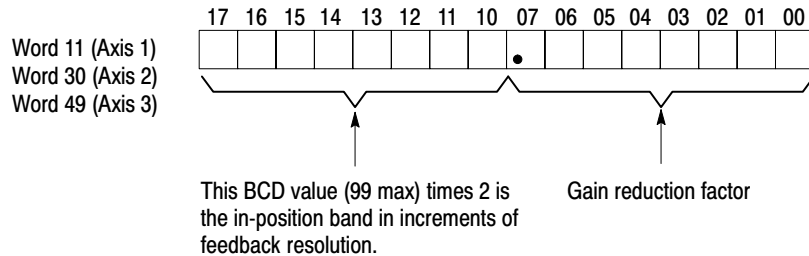 17 16 15 14 13 12 11 10 07 06 05 04 03 02 01 00
Word 11 (Axis 1)
Word 30 (Axis 2)
Word 49 (Axis 3)
This BCD value (99 max) times 2 is
the in-position band in increments of
feedback resolution.
Gain reduction factor